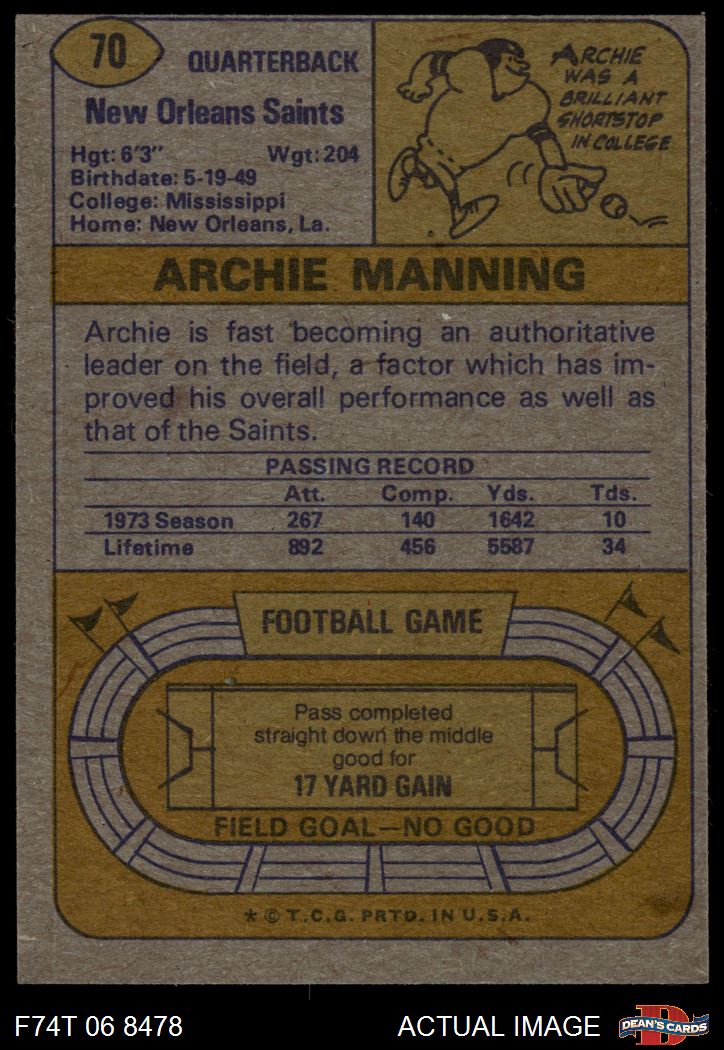 70
QUARTERBACK
New Orleans Saints
Hgt: 6'3" Wgt: 204
Birthdate: 5-19-49
College: Mississippi
Home: New Orleans, La.
ARCHIE
WAS A
BRILLIANT
SHORTSTOP
IN COLLEGE
ARCHIE MANNING
Archie is fast becoming an authoritative
leader on the field, a factor which has im-
proved his overall performance as well as
that of the Saints.
PASSING RECORD
Att. Comp. Yds. Tds.
1973 Season 267 140 1642 10
Lifetime 892 456 5587 34
FOOTBALL GAME
Pass completed
straight down the middle
good for
17 YARD GAIN
FIELD GOAL—NO GOOD
* © T.C.G. PRTD. IN U.S.A.
F74T 06 8478 ACTUAL IMAGE
D
DEAN'S CARDS